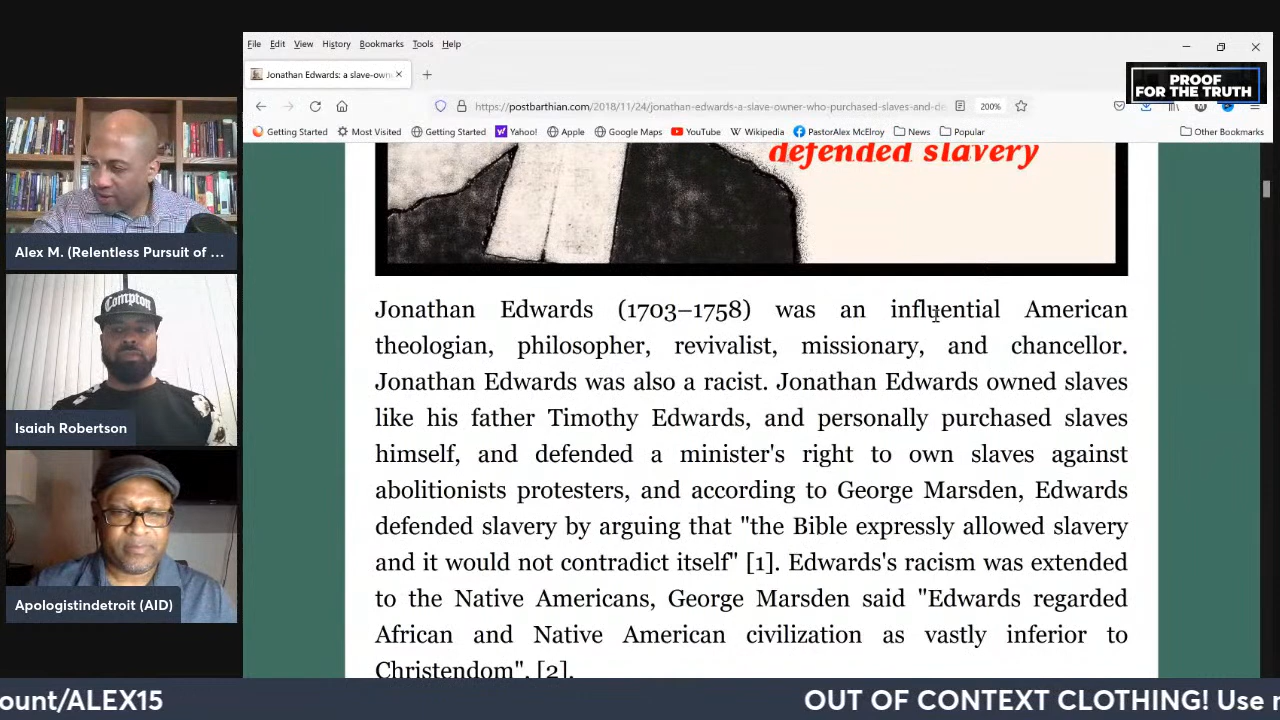 File Edit View History Bookmarks Tools Help
Jonathan Edwards: a slave-own
PROOF
FOR THE TRUTH
https://postbarthian.com/2018/11/24/jonathan-edwards-a-slave-owner-who-purchased-slaves-and-de
200%
Getting Started Most Visited Getting Started Yahoo! Apple Google Maps YouTube Wikipedia PastorAlex McElroy News Popular Other Bookmarks
defended slavery
Alex M. (Relentless Pursuit of ...
Isaiah Robertson
Compton
Apologistindetroit (AID)
Jonathan Edwards (1703–1758) was an influential American
theologian, philosopher, revivalist, missionary, and chancellor.
Jonathan Edwards was also a racist. Jonathan Edwards owned slaves
like his father Timothy Edwards, and personally purchased slaves
himself, and defended a minister's right to own slaves against
abolitionists protesters, and according to George Marsden, Edwards
defended slavery by arguing that "the Bible expressly allowed slavery
and it would not contradict itself" [1]. Edwards's racism was extended
to the Native Americans, George Marsden said "Edwards regarded
African and Native American civilization as vastly inferior to
Christendom". [2].
ount/ALEX15 OUT OF CONTEXT CLOTHING! Use